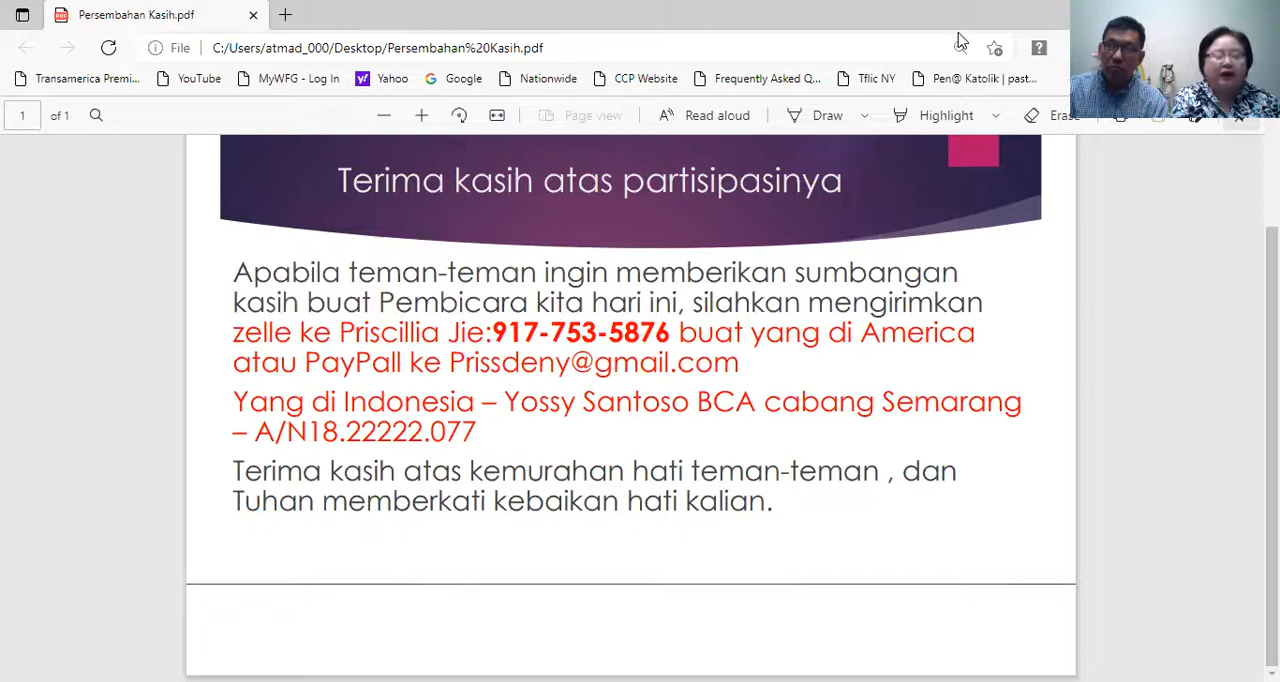 Persembahan Kasih.pdf
File C:/Users/atmad_000/Desktop/Persembahan%20Kasih.pdf
Transamerica Premi... YouTube MyWFG - Log In Yahoo Google Nationwide CCP Website Frequently Asked Q... Tflic NY Pen@ Katolik | past...
1 of 1 Page view Read aloud Draw Highlight
Terima kasih atas partisipasinya
Apabila teman-teman ingin memberikan sumbangan
kasih buat Pembicara kita hari ini, silahkan mengirimkan
zelle ke Priscillia Jie:917-753-5876 buat yang di America
atau PayPall ke Prissdeny@gmail.com
Yang di Indonesia – Yossy Santoso BCA cabang Semarang
– A/N18.22222.077
Terima kasih atas kemurahan hati teman-teman , dan
Tuhan memberkati kebaikan hati kalian.